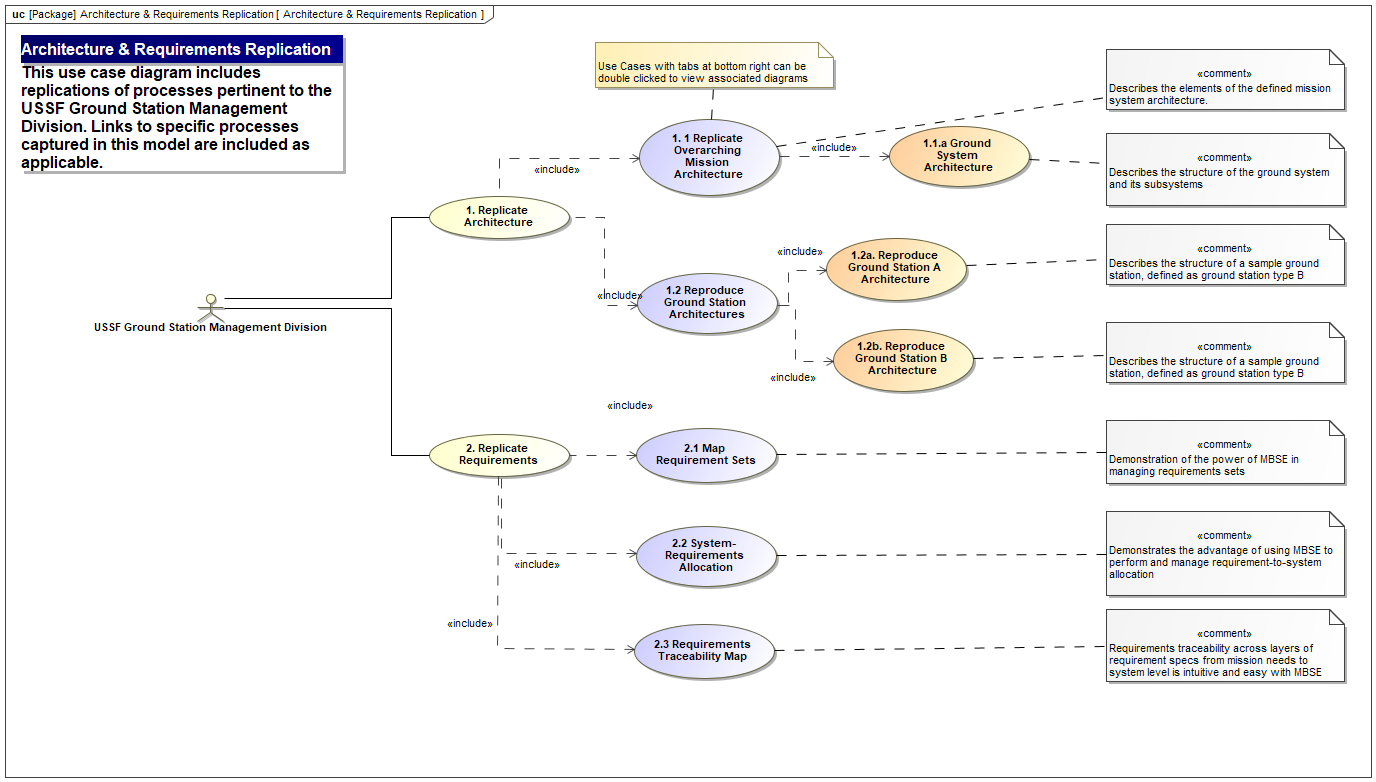 uc [Package] Architecture & Requirements Replication [ Architecture & Requirements Replication ]
Architecture & Requirements Replication
This use case diagram includes
replications of processes pertinent to the
USSF Ground Station Management
Division. Links to specific processes
captured in this model are included as
applicable.
Use Cases with tabs at bottom right can be
double clicked to view associated diagrams
«comment»
Describes the elements of the defined mission
system architecture.
1. 1 Replicate
Overarching
Mission
Architecture
«include»
1.1.a Ground
System
Architecture
«comment»
Describes the structure of the ground system
and its subsystems
«include»
1. Replicate
Architecture
«include»
1.2a. Reproduce
Ground Station A
Architecture
«comment»
Describes the structure of a sample ground
station, defined as ground station type B
«include»
1.2 Reproduce
Ground Station
Architectures
USSF Ground Station Management Division
1.2b. Reproduce
Ground Station B
Architecture
«include»
«comment»
Describes the structure of a sample ground
station, defined as ground station type B
«include»
2. Replicate
Requirements
2.1 Map
Requirement Sets
«comment»
Demonstration of the power of MBSE in
managing requirements sets
2.2 System-
Requirements
Allocation
«include»
«comment»
Demonstrates the advantage of using MBSE to
perform and manage requirement-to-system
allocation
«include»
2.3 Requirements
Traceability Map
«comment»
Requirements traceability across layers of
requirement specs from mission needs to
system level is intuitive and easy with MBSE